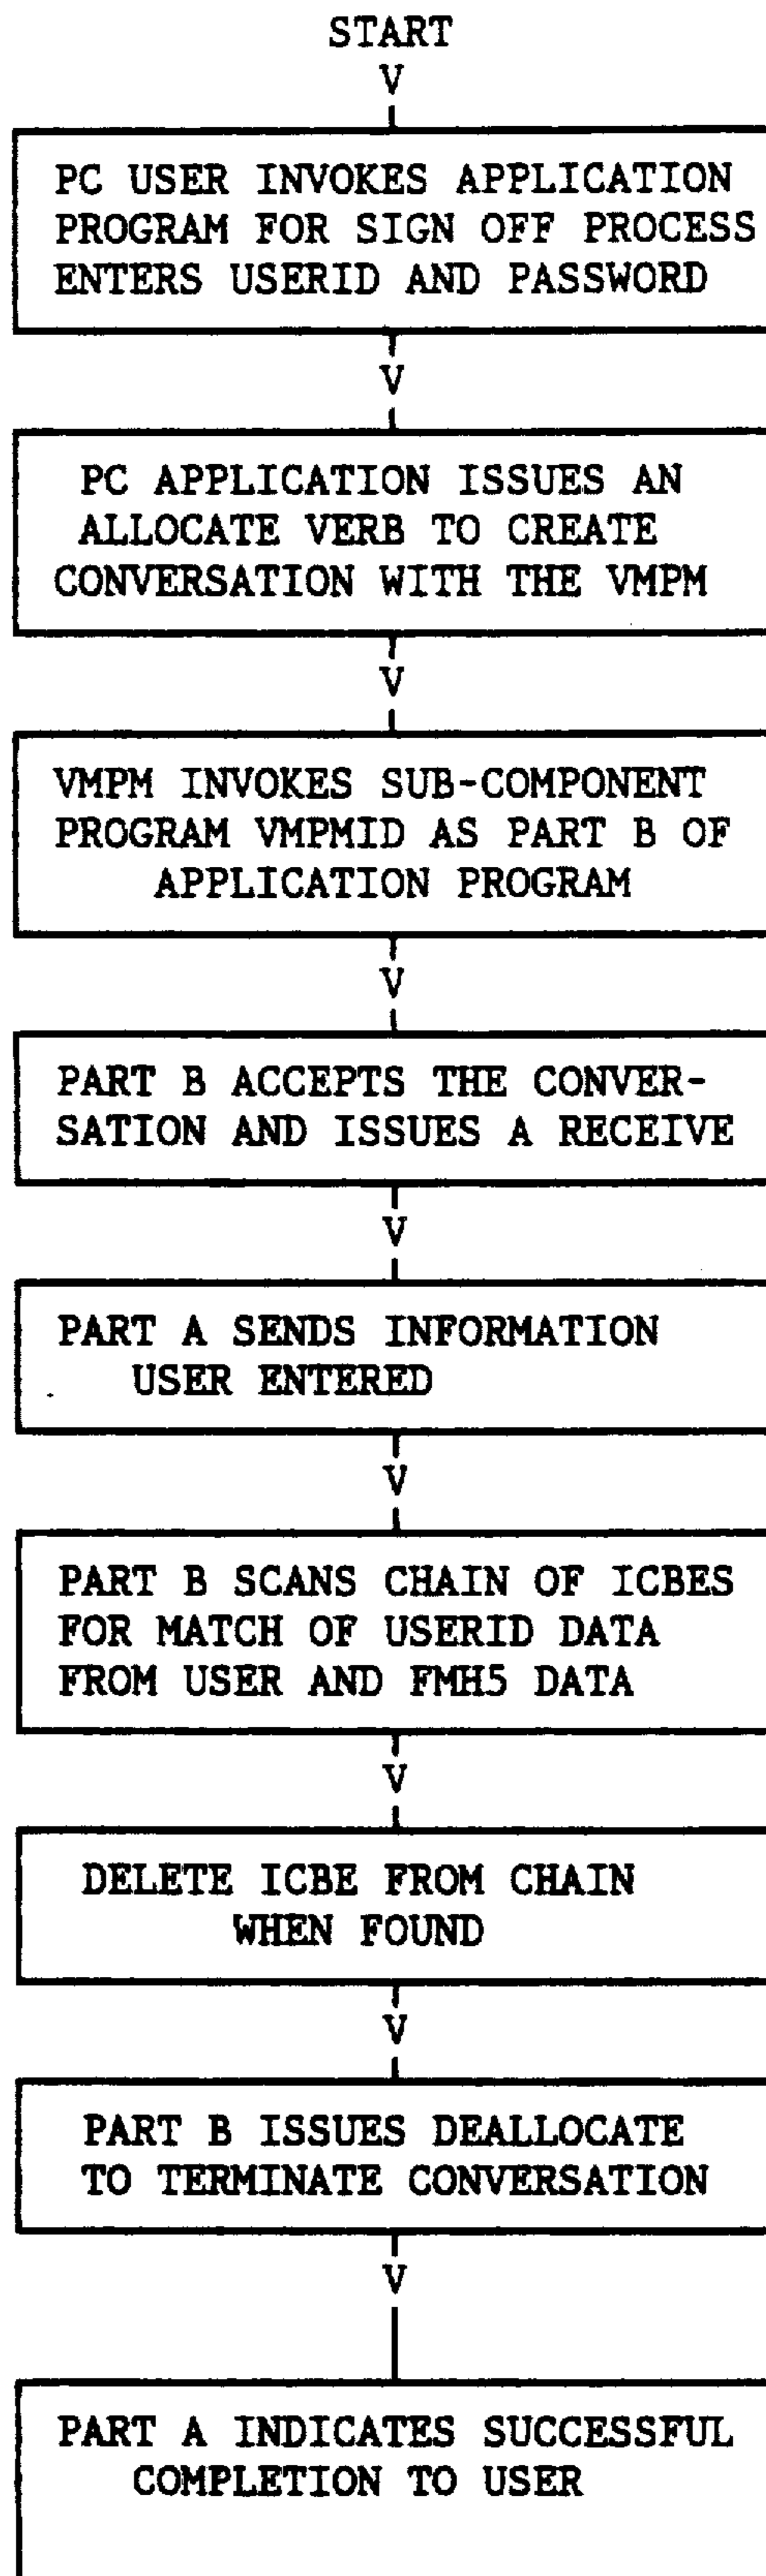 START
V
PC USER INVOKES APPLICATION
PROGRAM FOR SIGN OFF PROCESS
ENTERS USERID AND PASSWORD
V
PC APPLICATION ISSUES AN
ALLOCATE VERB TO CREATE
CONVERSATION WITH THE VMPM
V
VMPM INVOKES SUB-COMPONENT
PROGRAM VMPMID AS PART B OF
APPLICATION PROGRAM
V
PART B ACCEPTS THE CONVER-
SATION AND ISSUES A RECEIVE
V
PART A SENDS INFORMATION
USER ENTERED
V
PART B SCANS CHAIN OF ICBES
FOR MATCH OF USERID DATA
FROM USER AND FMH5 DATA
V
DELETE ICBE FROM CHAIN
WHEN FOUND
V
PART B ISSUES DEALLOCATE
TO TERMINATE CONVERSATION
V
PART A INDICATES SUCCESSFUL
COMPLETION TO USER